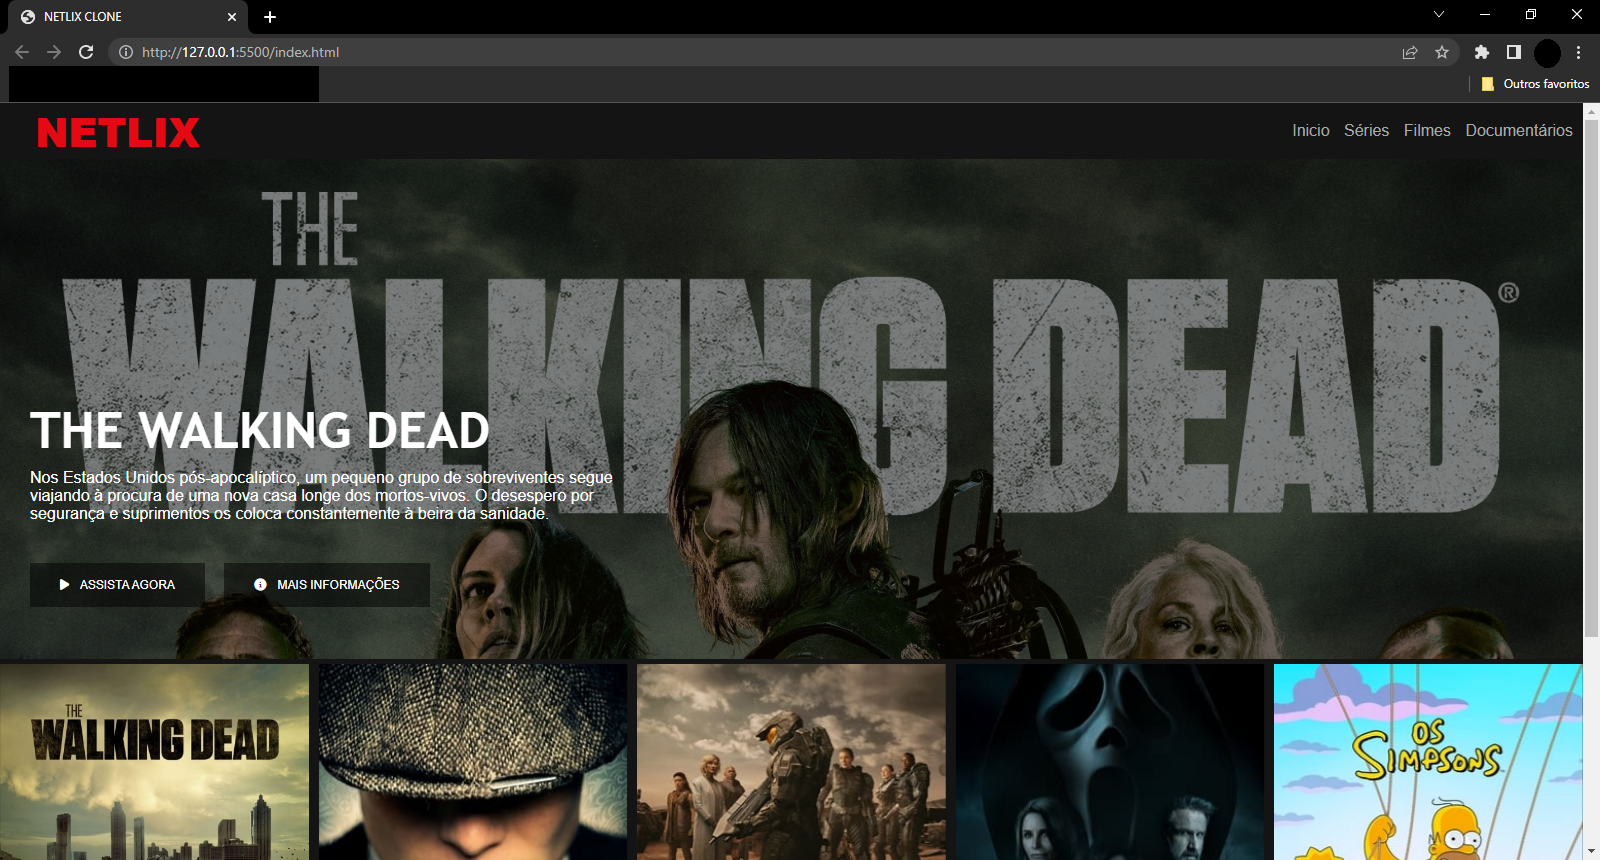 NETLIX CLONE
http://127.0.0.1:5500/index.html
Outros favoritos
NETLIX
Inicio Séries Filmes Documentários
THE
WALKING DEAD®
THE WALKING DEAD
Nos Estados Unidos pós-apocalíptico, um pequeno grupo de sobreviventes segue
viajando à procura de uma nova casa longe dos mortos-vivos. O desespero por
segurança e suprimentos os coloca constantemente à beira da sanidade.
ASSISTA AGORA
MAIS INFORMAÇÕES
THE
WALKING DEAD
OS
SIMPSONS